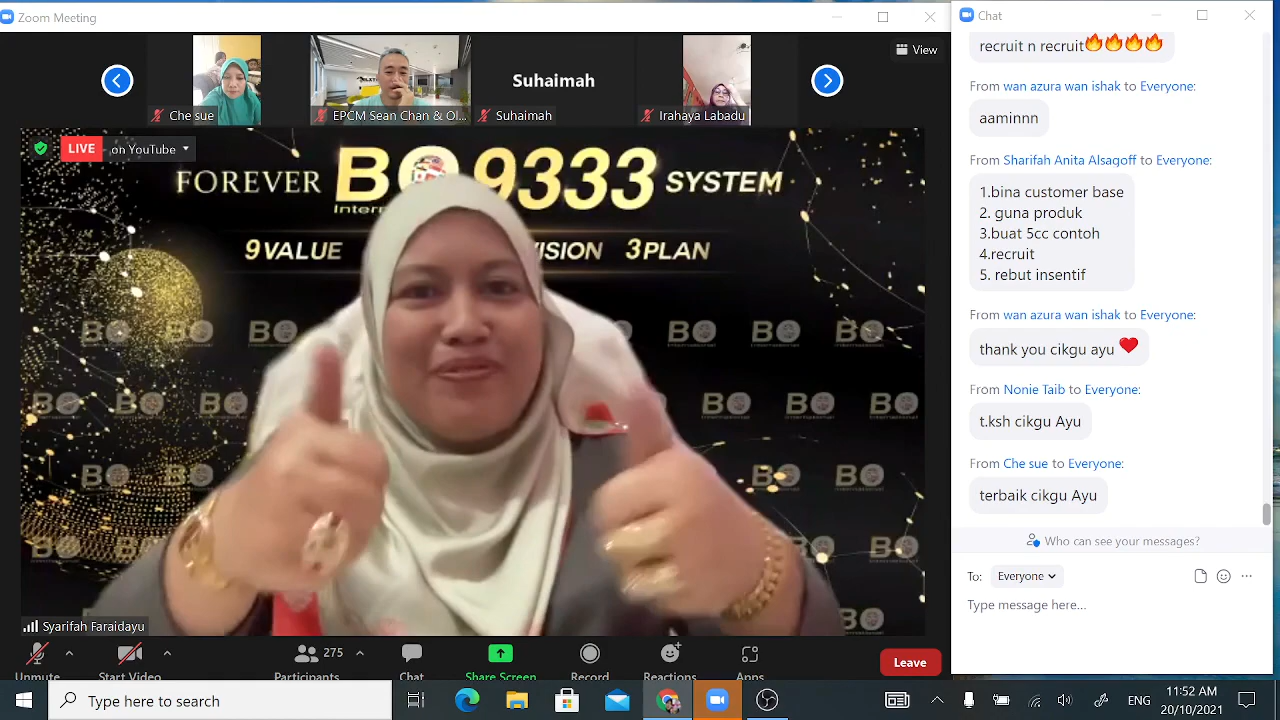 Zoom Meeting
View
Che sue
EPCM Sean Chan & Ol...
Suhaimah
Suhaimah
Irahaya Labadu
LIVE on YouTube
FOREVER BO 9333 SYSTEM
9VALUE VISION 3PLAN
Syarifah Faraidayu
Unmute
Start Video
Participants 275
Chat
Share Screen
Record
Reactions
Apps
Leave
Chat
recruit n recruit🔥🔥🔥🔥
From wan azura wan ishak to Everyone:
aaminnn
From Sharifah Anita Alsagoff to Everyone:
1.bina customer base
2. guna produk
3.buat 5cc contoh
4.recruit
5. rebut insentif
From wan azura wan ishak to Everyone:
thank you cikgu ayu ❤️
From Nonie Taib to Everyone:
t.ksh cikgu Ayu
From Che sue to Everyone:
terbaik cikgu Ayu
Who can see your messages?
To: Everyone
Type message here...
Type here to search
ENG
11:52 AM
20/10/2021